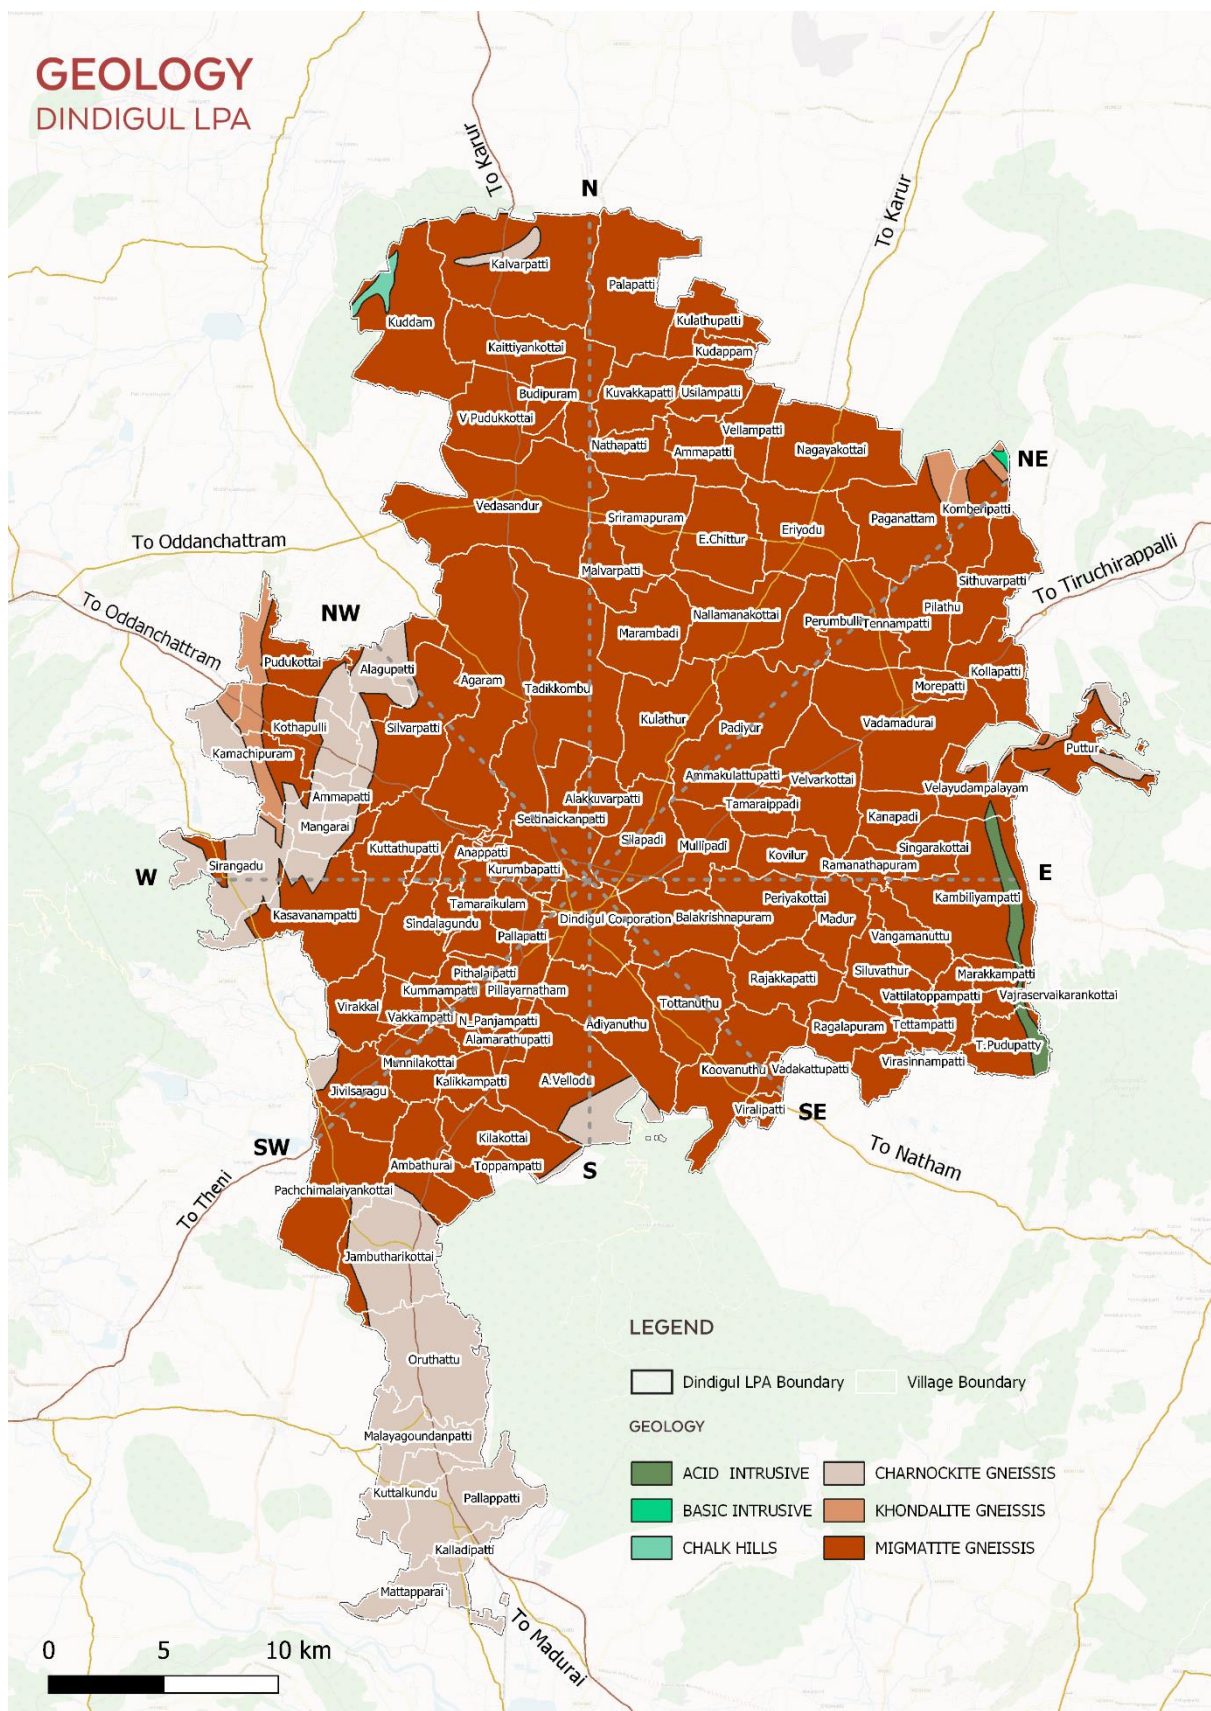 GEOLOGY
DINDIGUL LPA
To Karur
N
To Karur
Kalvarpatti
Palapatti
Kuddam
Kulathupatti
Kaittiyankottai
Kudappam
Budipuram
Kuvakkapatti
Usilampatti
V Pudukkottai
Vellampatti
Nathapatti
Ammapatti
Nagayakottai
NE
Vedasandur
Komberipatti
Sriramapuram
Paganattam
E.Chittur
Eriyodu
To Oddanchattram
Malvarpatti
To Tiruchirappalli
Sithuvarpatti
To Oddanchattram
NW
Nallamanakottai
Pilathu
Perumbulli
Tennampatti
Marambadi
Pudukottai
Alagupatti
Kollapatti
Agaram
Tadikkombu
Morepatti
Kothapulli
Silvarpatti
Kulathur
Padiyur
Vadamadurai
Kamachipuram
Puttur
Ammakulattupatti
Velvarkottai
Velayudampalayam
Ammapatti
Alakkuvarpatti
Tamaraippadi
Mangarai
Settinaickanpatti
Kanapadi
Silapadi
Kuttathupatti
Anappatti
Mullipadi
Kovilur
Singarakottai
Sirangadu
Kurumbapatti
Ramanathapuram
W
E
Tamaraikulam
Periyakottai
Kambiliyampatti
Kasavanampatti
Sindalagundu
Dindigul Corporation
Balakrishnapuram
Madur
Pallapatti
Vangamanuttu
Pithalaipatti
Rajakkapatti
Siluvathur
Marakkampatti
Kummampatti
Pillayarnatham
Virakkal
Tottanuthu
Vattilatoppampatti
Vajraservaikarankottai
Vakkampatti
N_Panjampatti
Adiyanuthu
Ragalapuram
Tettampatti
Alamarathupatti
T.Pudupatty
Munnilakottai
Koovanuthu
Vadakattupatti
Virasinnampatti
Jivilsaragu
Kalikkampatti
A.Vellodu
Viralipatti
SE
SW
Kilakottai
To Natham
Ambathurai
Toppampatti
S
To Theni
Pachchimalaiyankottai
Jambutharikottai
Oruthattu
Malayagoundanpatti
Kuttalkundu
Pallappatti
Kalladipatti
Mattapparai
To Madurai
LEGEND
Dindigul LPA Boundary
Village Boundary
GEOLOGY
ACID INTRUSIVE
CHARNOCKITE GNEISSIS
BASIC INTRUSIVE
KHONDALITE GNEISSIS
CHALK HILLS
MIGMATITE GNEISSIS
0 5 10 km